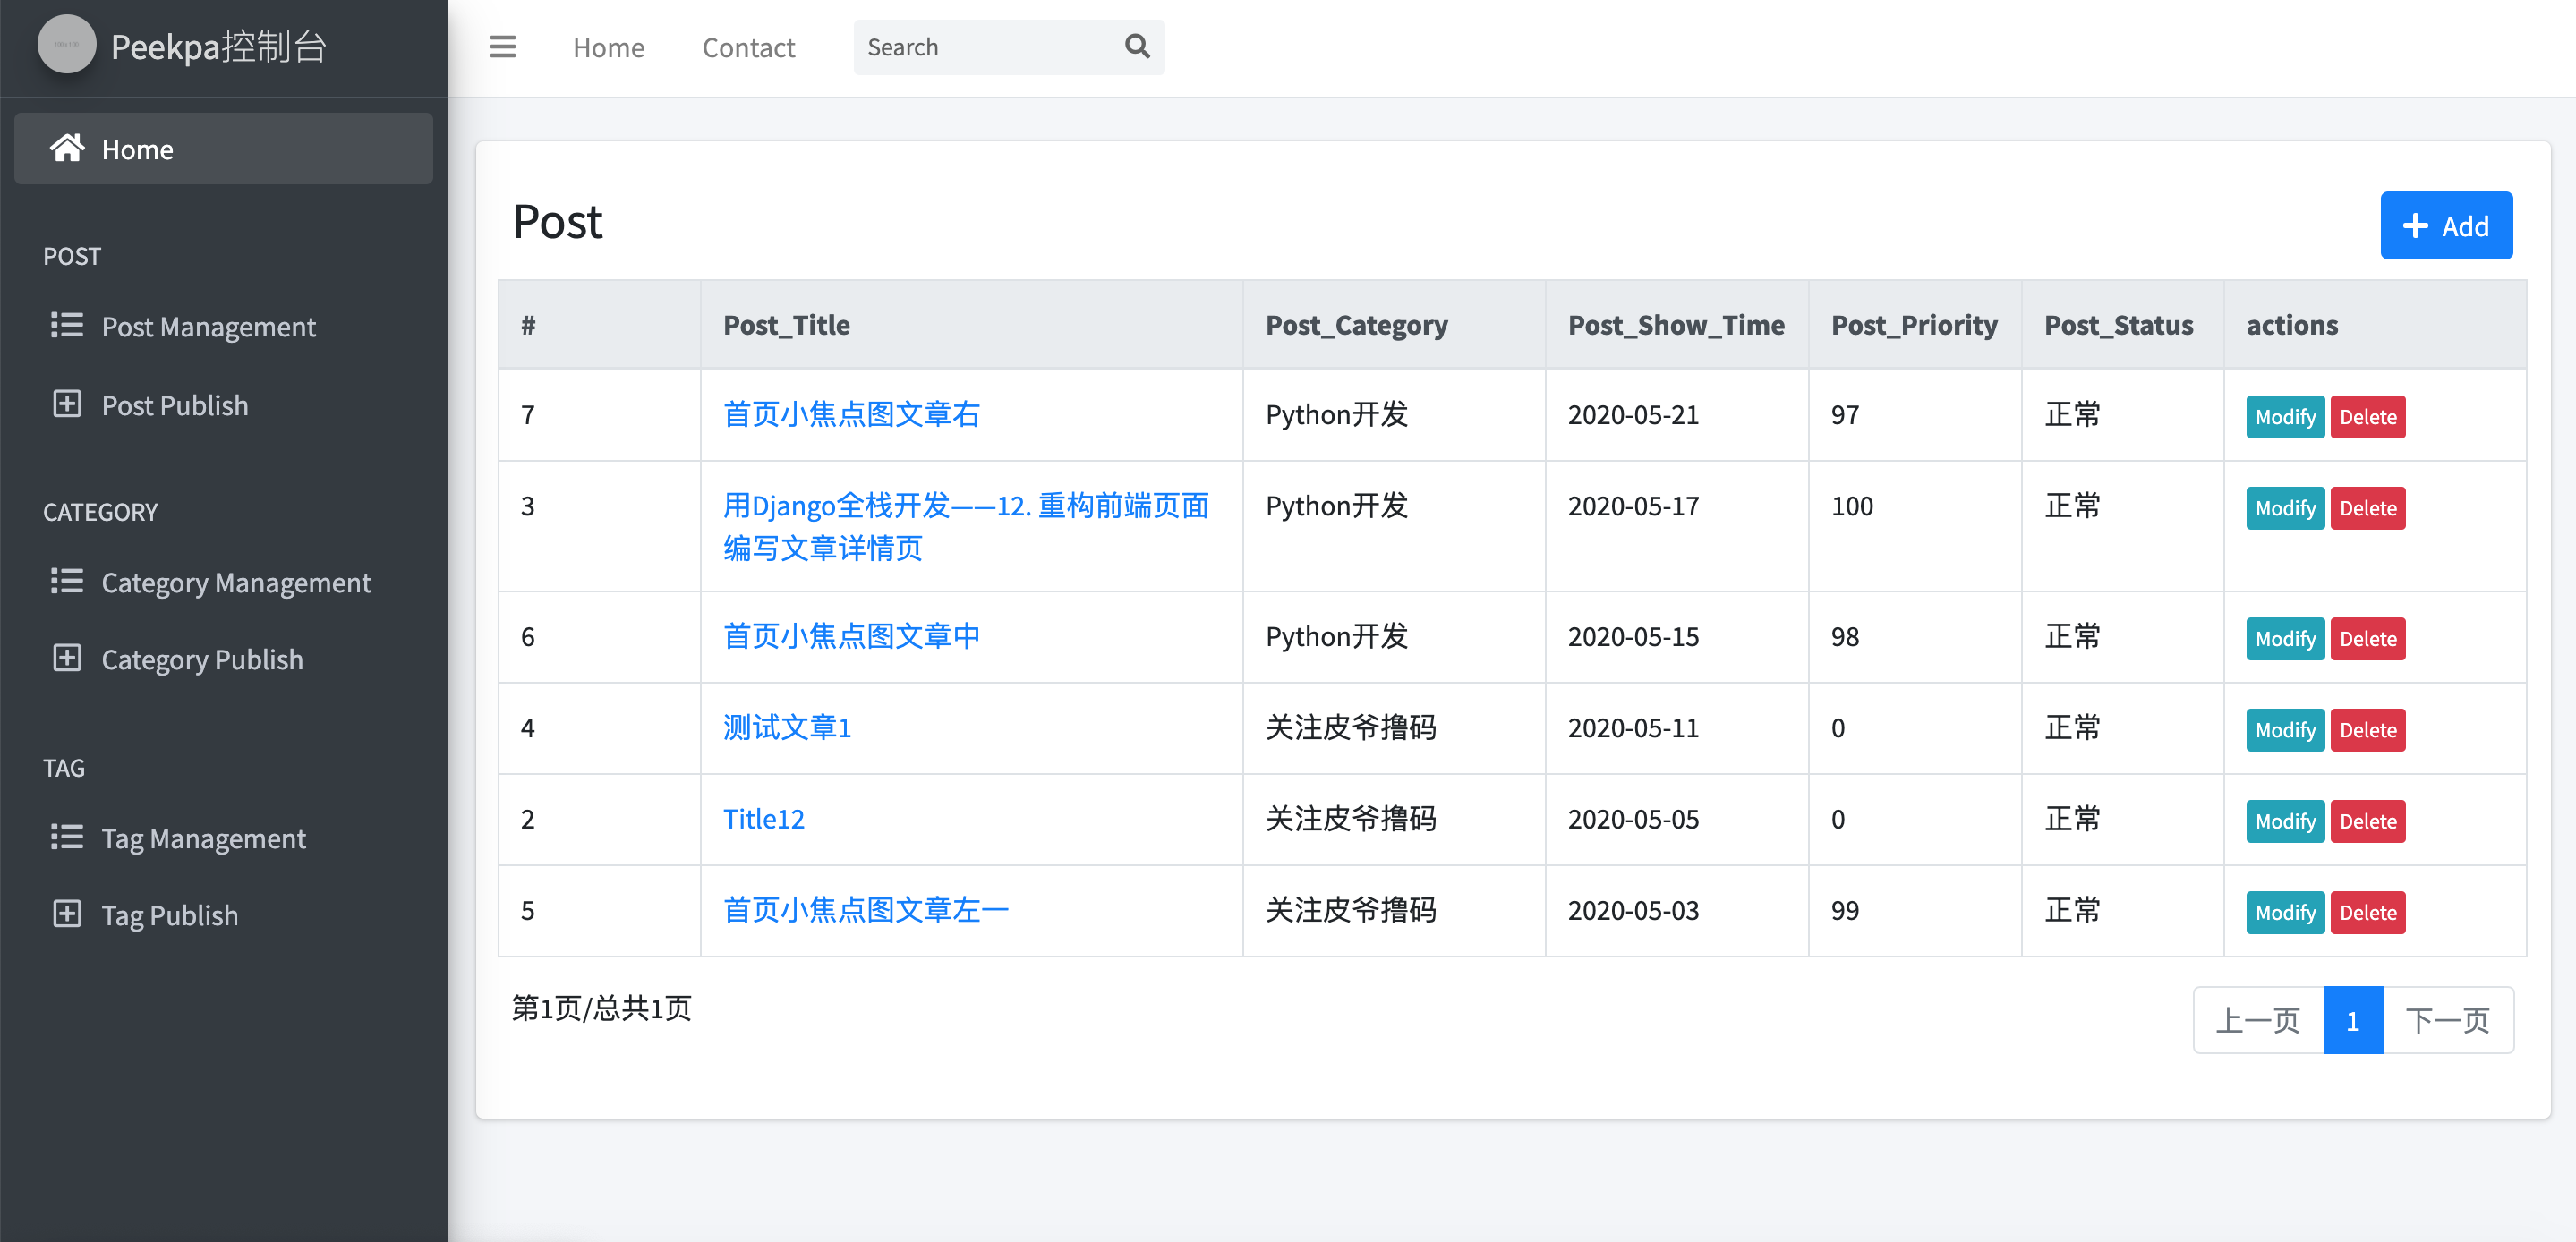 Peekpa控制台
Home Contact Search
Home
POST
Post Management
Post Publish
CATEGORY
Category Management
Category Publish
TAG
Tag Management
Tag Publish
Post
Add
# Post_Title Post_Category Post_Show_Time Post_Priority Post_Status actions
7 首页小焦点图文章右 Python开发 2020-05-21 97 正常 Modify Delete
3 用Django全栈开发——12. 重构前端页面 Python开发 2020-05-17 100 正常 Modify Delete
编写文章详情页
6 首页小焦点图文章中 Python开发 2020-05-15 98 正常 Modify Delete
4 测试文章1 关注皮爷撸码 2020-05-11 0 正常 Modify Delete
2 Title12 关注皮爷撸码 2020-05-05 0 正常 Modify Delete
5 首页小焦点图文章左一 关注皮爷撸码 2020-05-03 99 正常 Modify Delete
第1页/总共1页
上一页 1 下一页